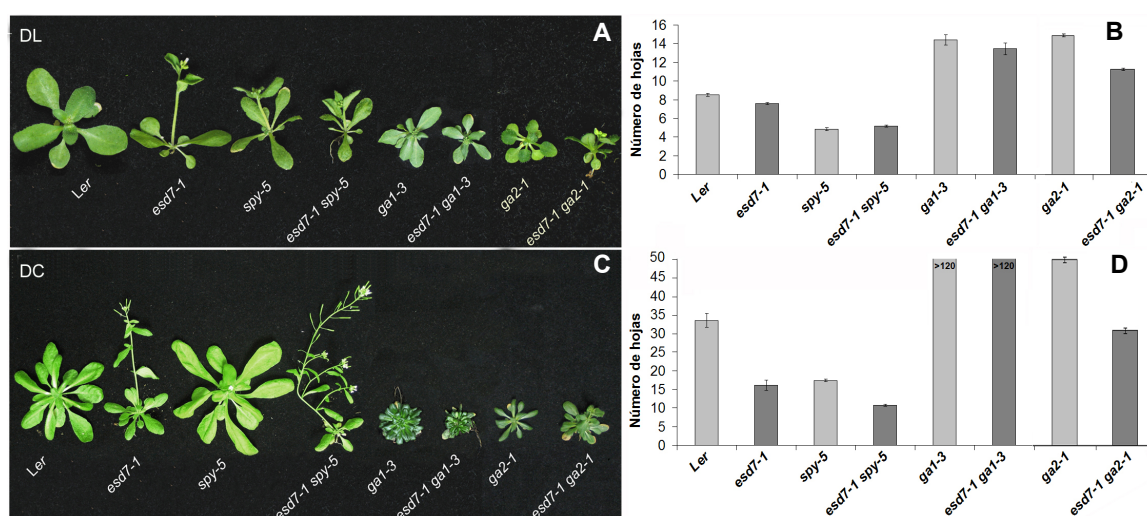 DL
A
Ler
esd7-1
spy-5
esd7-1 spy-5
ga1-3
esd7-1 ga1-3
ga2-1
esd7-1 ga2-1
B
Número de hojas
16
14
12
10
8
6
4
2
0
Ler
esd7-1
spy-5
esd7-1 spy-5
ga1-3
esd7-1 ga1-3
ga2-1
esd7-1 ga2-1
DC
C
Ler
esd7-1
spy-5
esd7-1 spy-5
ga1-3
esd7-1 ga1-3
ga2-1
esd7-1 ga2-1
D
Número de hojas
50
45
40
35
30
25
20
15
10
5
0
>120
>120
Ler
esd7-1
spy-5
esd7-1 spy-5
ga1-3
esd7-1 ga1-3
ga2-1
esd7 ga2-1